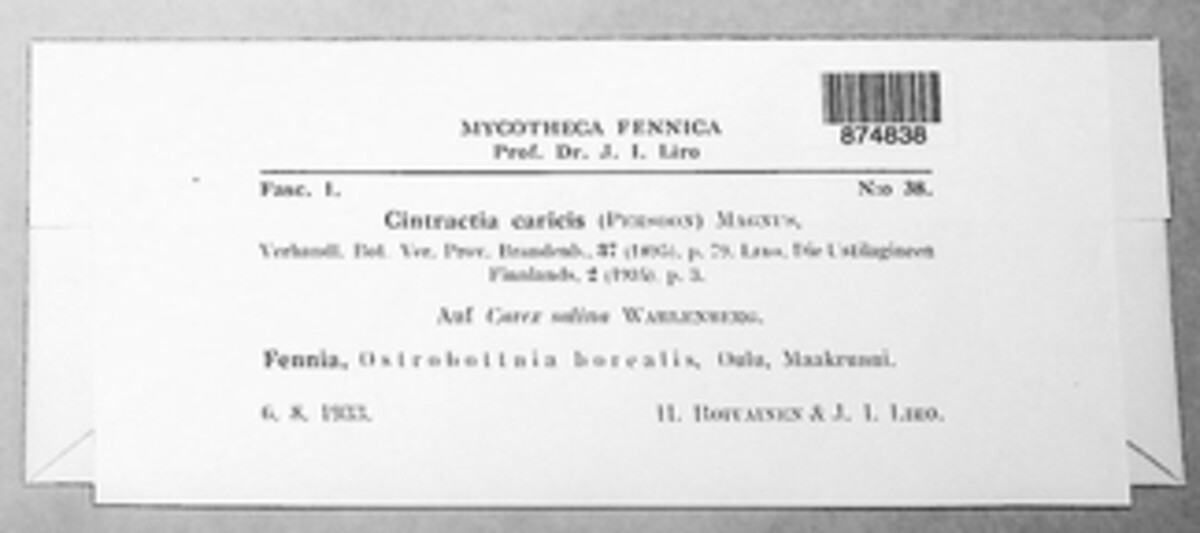 874838
MYCOTHECA FENNICA
Prof. Dr. J. I. Liro
Fasc. I. N:o 38.
Cintractia caricis (PERSOON) MAGNUS,
Verhandl. Bot. Ver. Prov. Brandenb., 37 (1895), p. 79. LIRO, Die Ustilagineen
Finnlands, 2 (1935), p. 3.
Auf Carex salina WAHLENBERG.
Fennia, Ostrobottnia borealis, Oulu, Maakrunni.
6. 8. 1933. H. ROIVAINEN & J. I. LIRO.